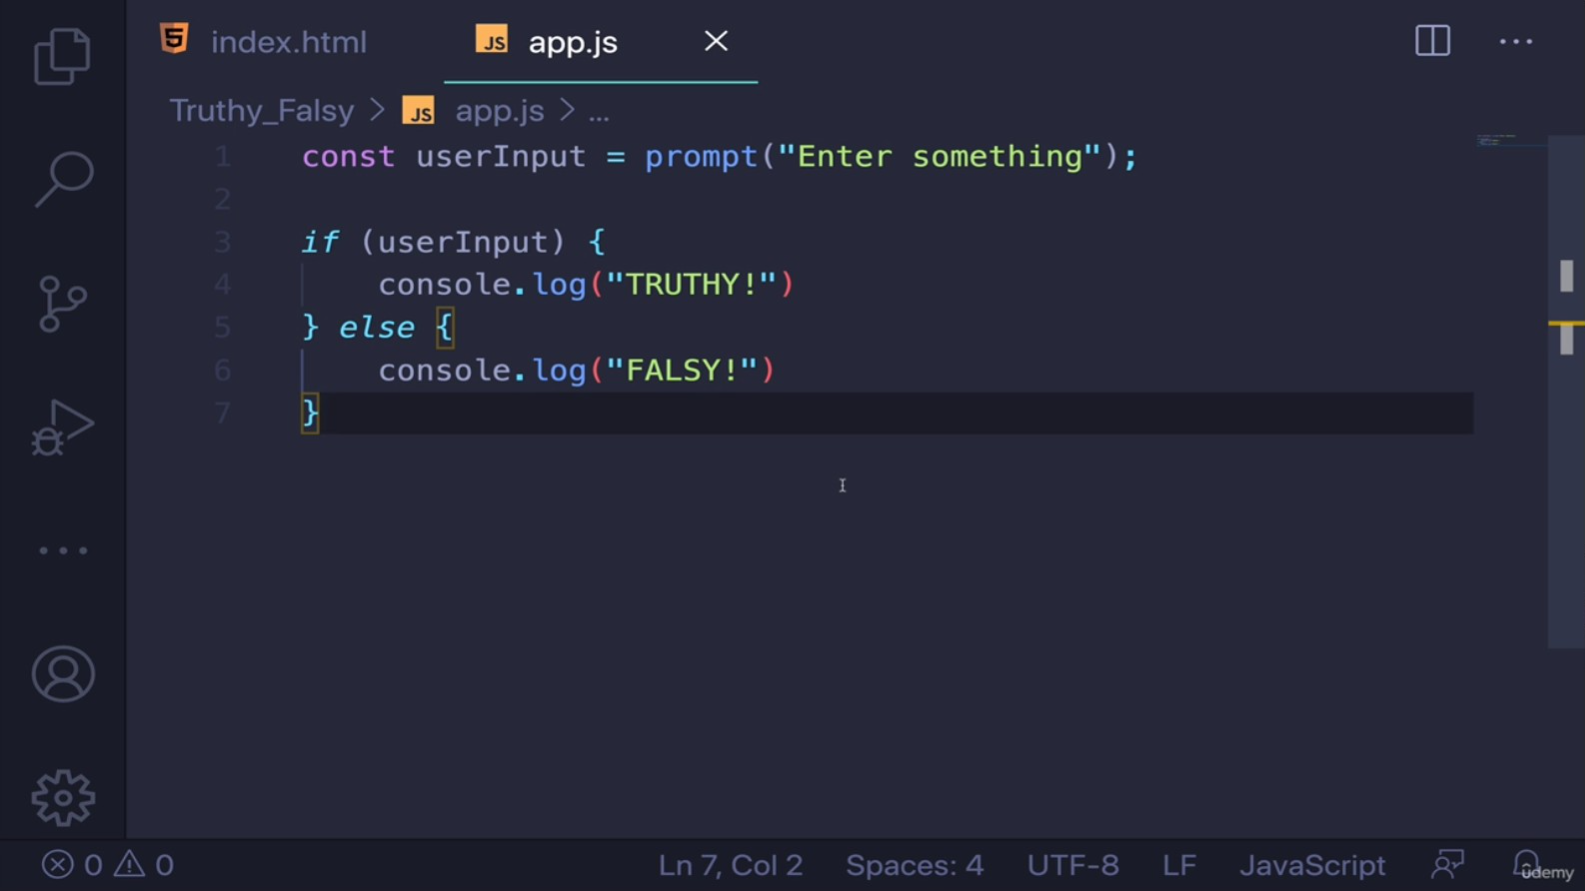 index.html JS app.js
Truthy_Falsy > JS app.js > ...
1 const userInput = prompt("Enter something");
2
3 if (userInput) {
4 console.log("TRUTHY!")
5 } else {
6 console.log("FALSY!")
7 }
0 0 Ln 7, Col 2 Spaces: 4 UTF-8 LF JavaScript
udemy